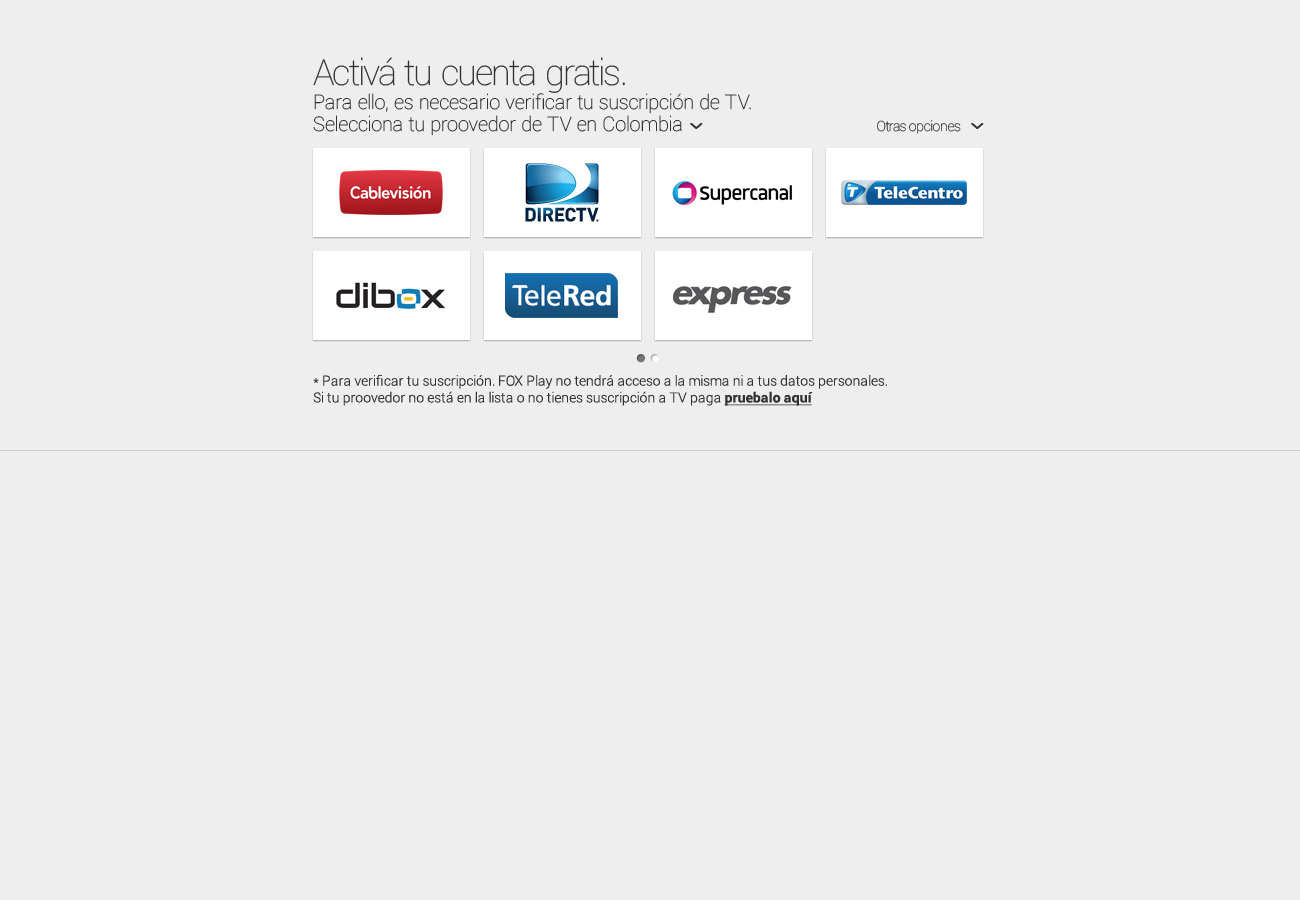 Activá tu cuenta gratis.
Para ello, es necesario verificar tu suscripción de TV.
Selecciona tu proovedor de TV en Colombia
Otras opciones
Cablevisión
DIRECTV.
Supercanal
T TeleCentro
dibox
TeleRed
express
* Para verificar tu suscripción. FOX Play no tendrá acceso a la misma ni a tus datos personales.
Si tu proovedor no está en la lista o no tienes suscripción a TV paga pruebalo aquí